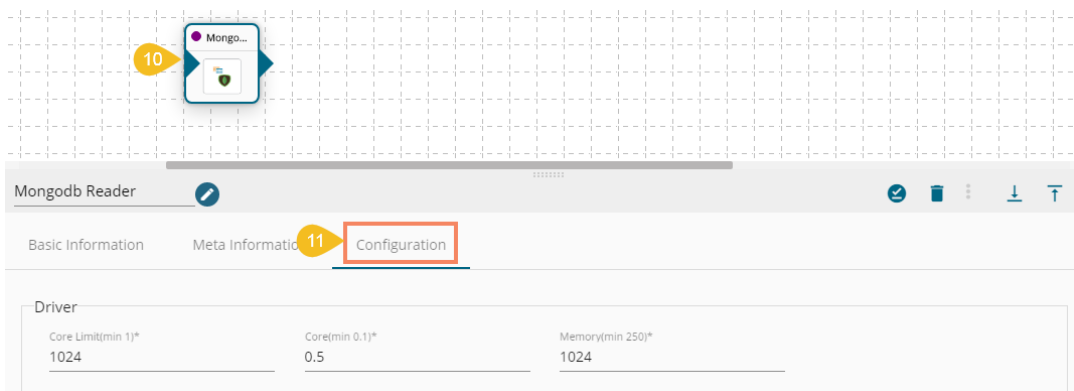 Mongo...
10
Mongodb Reader
Basic Information
Meta Informatio
11
Configuration
Driver
Core Limit(min 1)*
Core(min 0.1)*
Memory(min 250)*
1024
0.5
1024